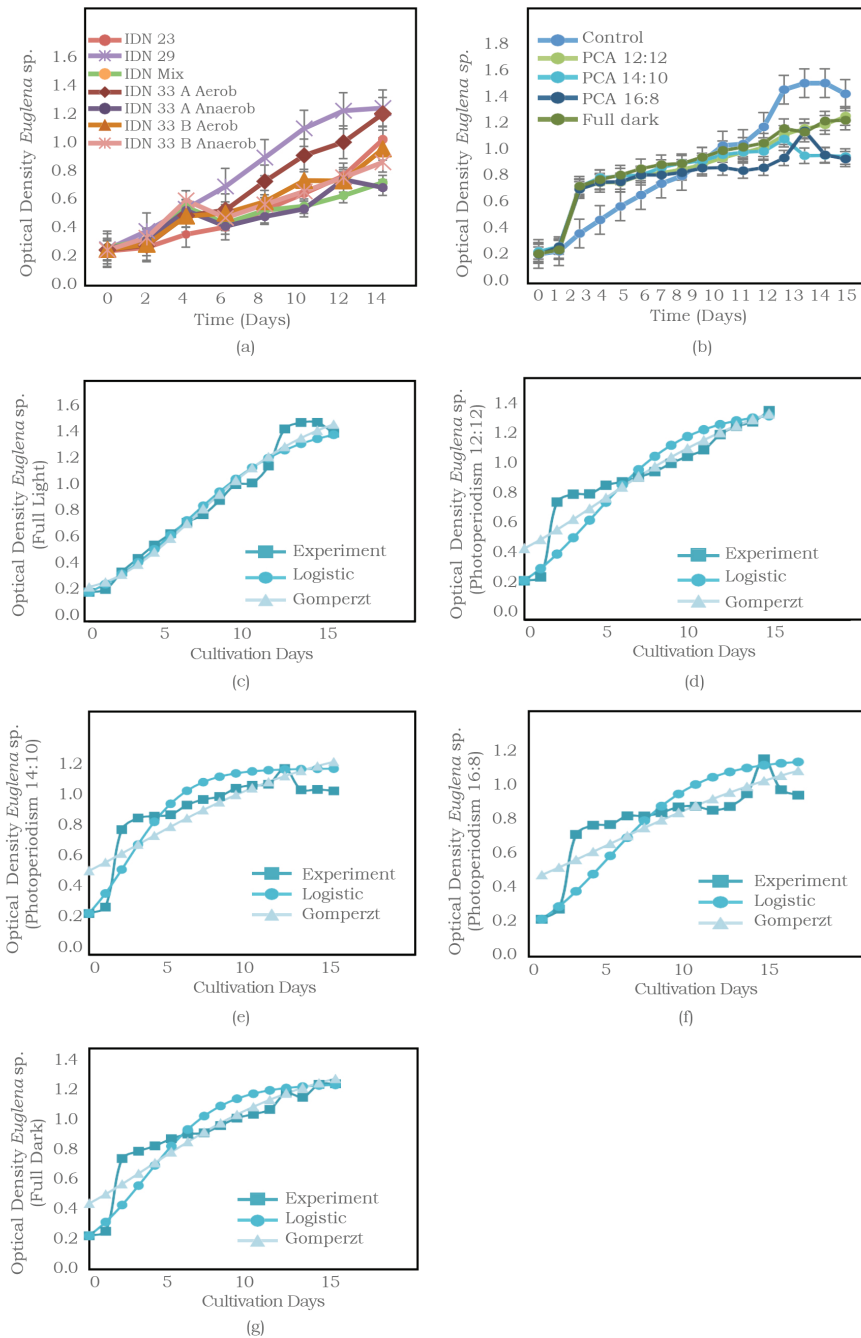 Optical Density Euglena sp.
1.6
1.4
1.2
1.0
0.8
0.6
0.4
0.2
0.0
IDN 23
IDN 29
IDN Mix
IDN 33 A Aerob
IDN 33 A Anaerob
IDN 33 B Aerob
IDN 33 B Anaerob
0 2 4 6 8 10 12 14
Time (Days)
(a)
Optical Density Euglena sp.
1.8
1.6
1.4
1.2
1.0
0.8
0.6
0.4
0.2
0.0
Control
PCA 12:12
PCA 14:10
PCA 16:8
Full dark
0 1 2 3 4 5 6 7 8 9 10 11 12 13 14 15
Time (Days)
(b)
Optical Density Euglena sp.
(Full Light)
1.6
1.4
1.2
1.0
0.8
0.6
0.4
0.2
0.0
Experiment
Logistic
Gomperzt
0 5 10 15
Cultivation Days
(c)
Optical Density Euglena sp.
(Photoperiodism 12:12)
1.4
1.2
1.0
0.8
0.6
0.4
0.2
0.0
Experiment
Logistic
Gomperzt
0 5 10 15
Cultivation Days
(d)
Optical Density Euglena sp.
(Photoperiodism 14:10)
1.2
1.0
0.8
0.6
0.4
0.2
0.0
Experiment
Logistic
Gomperzt
0 5 10 15
Cultivation Days
(e)
Optical Density Euglena sp.
(Photoperiodism 16:8)
1.2
1.0
0.8
0.6
0.4
0.2
0.0
Experiment
Logistic
Gomperzt
0 5 10 15
Cultivation Days
(f)
Optical Density Euglena sp.
(Full Dark)
1.4
1.2
1.0
0.8
0.6
0.4
0.2
0.0
Experiment
Logistic
Gomperzt
0 5 10 15
Cultivation Days
(g)